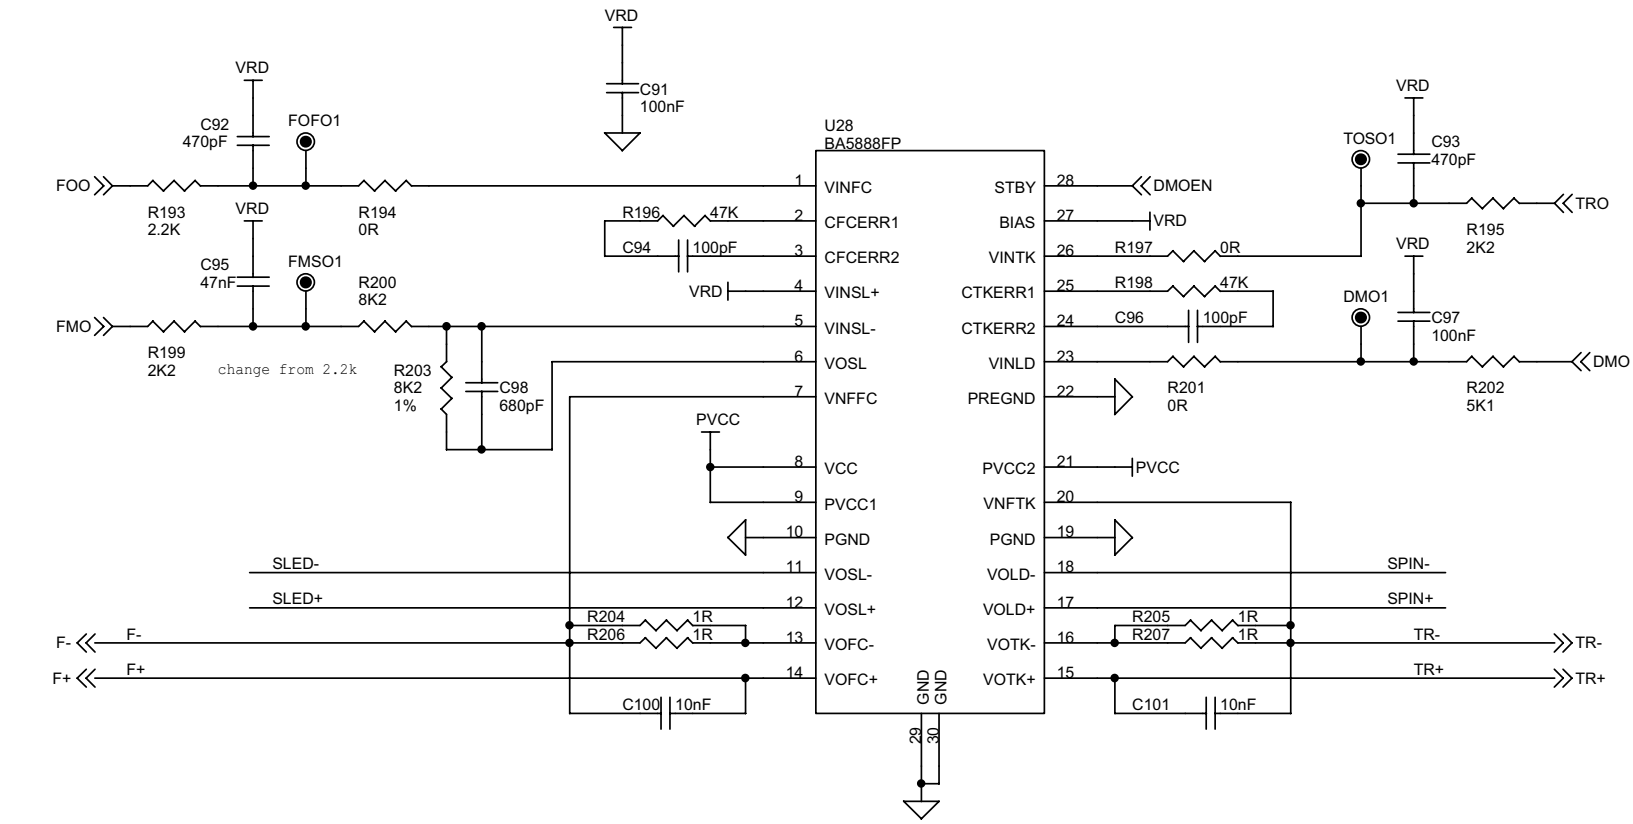 VRD
C91
100nF
VRD
C92
470pF
FOFO1
FOO
R193
2.2K
R194
0R
VRD
C95
47nF
FMSO1
R200
8K2
FMO
R199
2K2
change from 2.2k
R203
8K2
1%
C98
680pF
R196 47K
C94 100pF
VRD
PVCC
SLED-
SLED+
R204 1R
R206 1R
F- F-
F+ F+
C100 10nF
U28
BA5888FP
1 VINFC
2 CFCERR1
3 CFCERR2
4 VINSL+
5 VINSL-
6 VOSL
7 VNFFC
8 VCC
9 PVCC1
10 PGND
11 VOSL-
12 VOSL+
13 VOFC-
14 VOFC+
STBY 28
BIAS 27
VINTK 26
CTKERR1 25
CTKERR2 24
VINLD 23
PREGND 22
PVCC2 21
VNFTK 20
PGND 19
VOLD- 18
VOLD+ 17
VOTK- 16
VOTK+ 15
GND
GND
29
30
DMOEN
VRD
R197 0R
R198 47K
C96 100pF
R201
0R
VRD
TOSO1
C93
470pF
TRO
R195
2K2
VRD
DMO1
C97
100nF
DMO
R202
5K1
PVCC
SPIN-
SPIN+
R205 1R
R207 1R
TR- TR-
TR+ TR+
C101 10nF